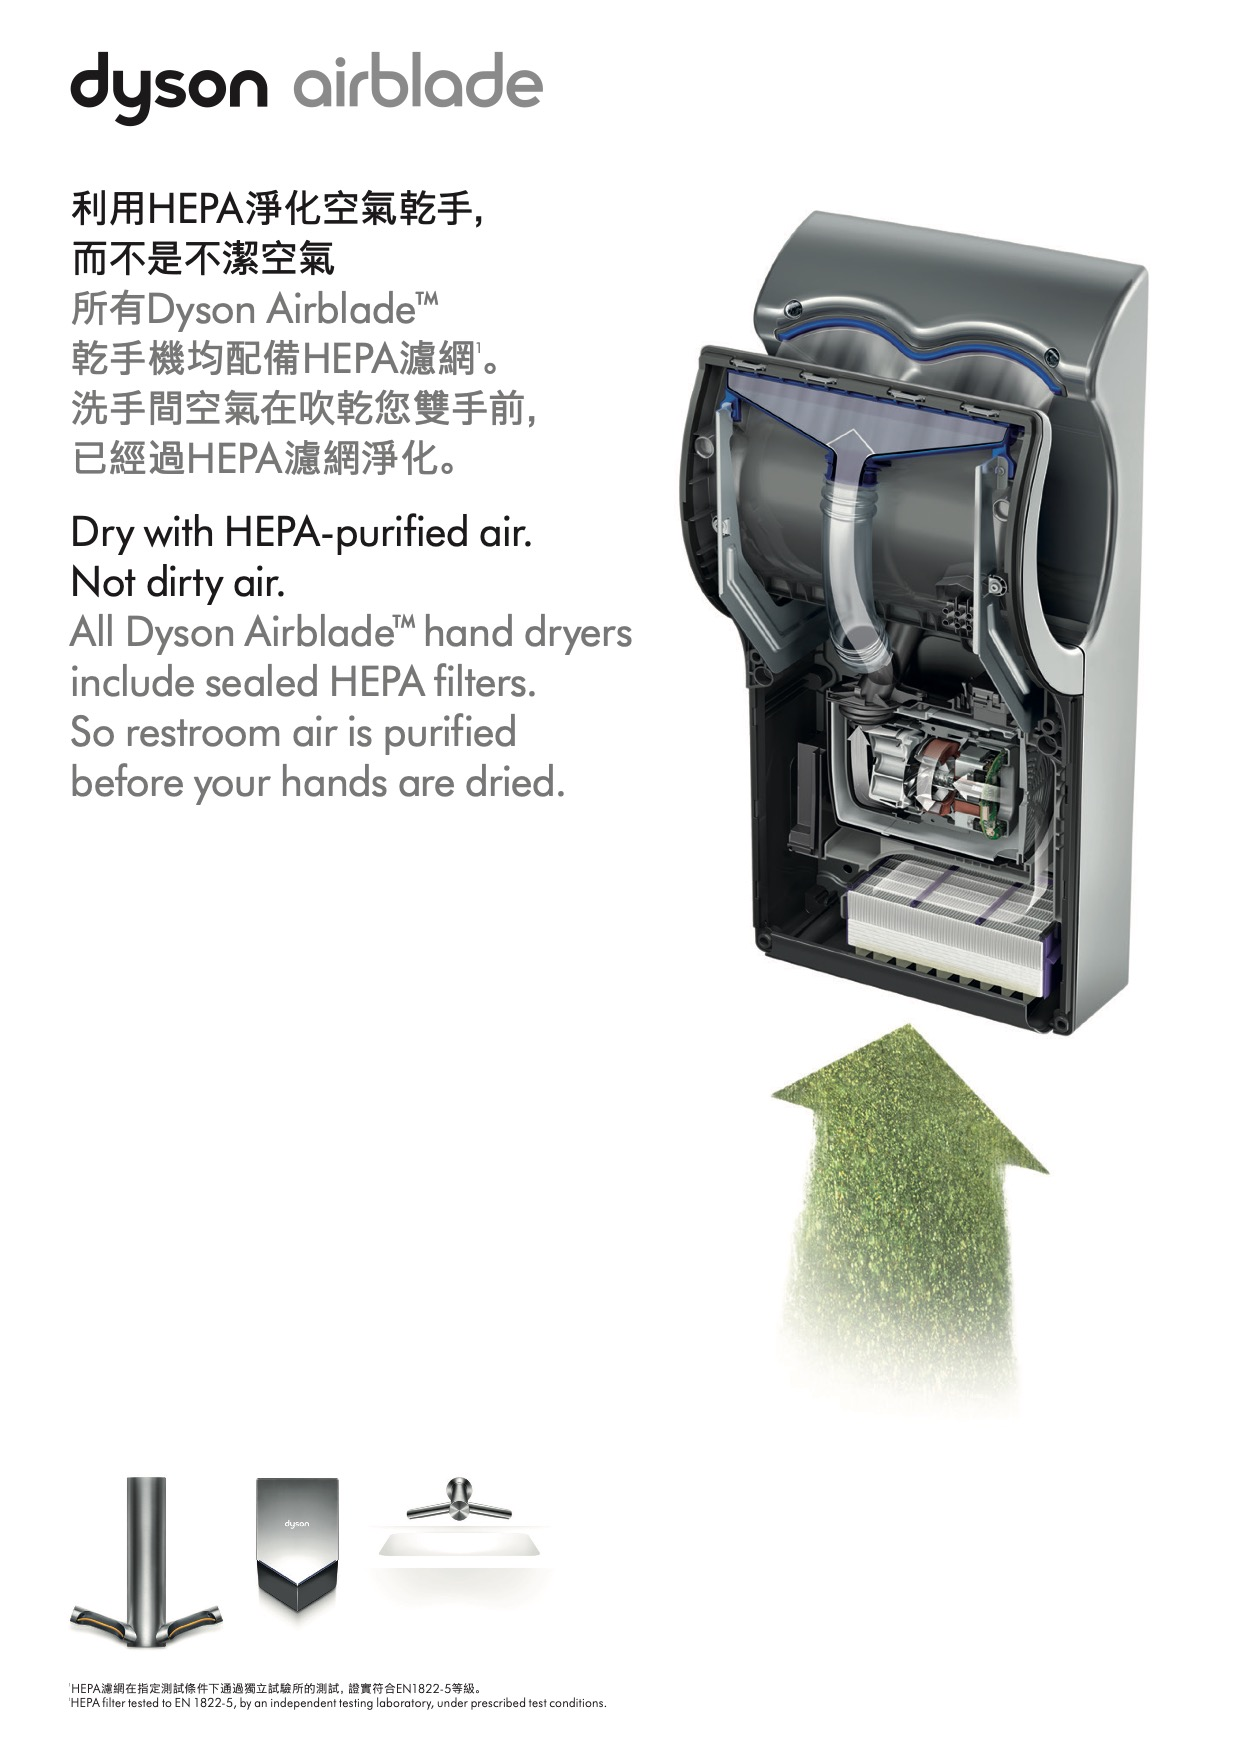 dyson airblade
利用HEPA淨化空氣乾手,
而不是不潔空氣
所有Dyson Airblade™
乾手機均配備HEPA濾網¹。
洗手間空氣在吹乾您雙手前,
已經過HEPA濾網淨化。
Dry with HEPA-purified air.
Not dirty air.
All Dyson Airblade™ hand dryers
include sealed HEPA filters.
So restroom air is purified
before your hands are dried.
dyson
¹HEPA濾網在指定測試條件下通過獨立試驗所的測試, 證實符合EN1822-5等級。
¹HEPA filter tested to EN 1822-5, by an independent testing laboratory, under prescribed test conditions.